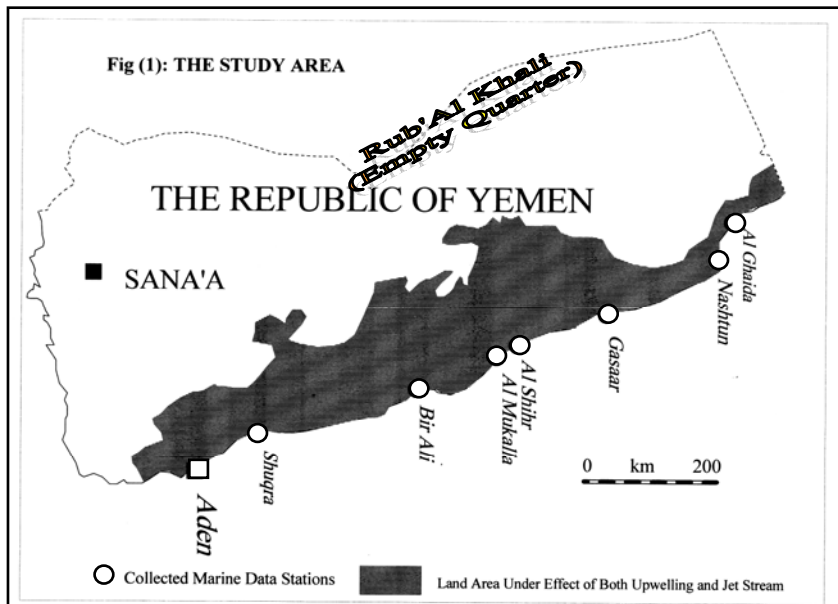 Fig (1): THE STUDY AREA
Rub'Al Khali
(Empty Quarter)
THE REPUBLIC OF YEMEN
SANA'A
Al Ghaida
Nashtun
Gasaar
Al Shihr
Al Mukalla
Bir Ali
Shuqra
Aden
0 km 200
Collected Marine Data Stations
Land Area Under Effect of Both Upwelling and Jet Stream